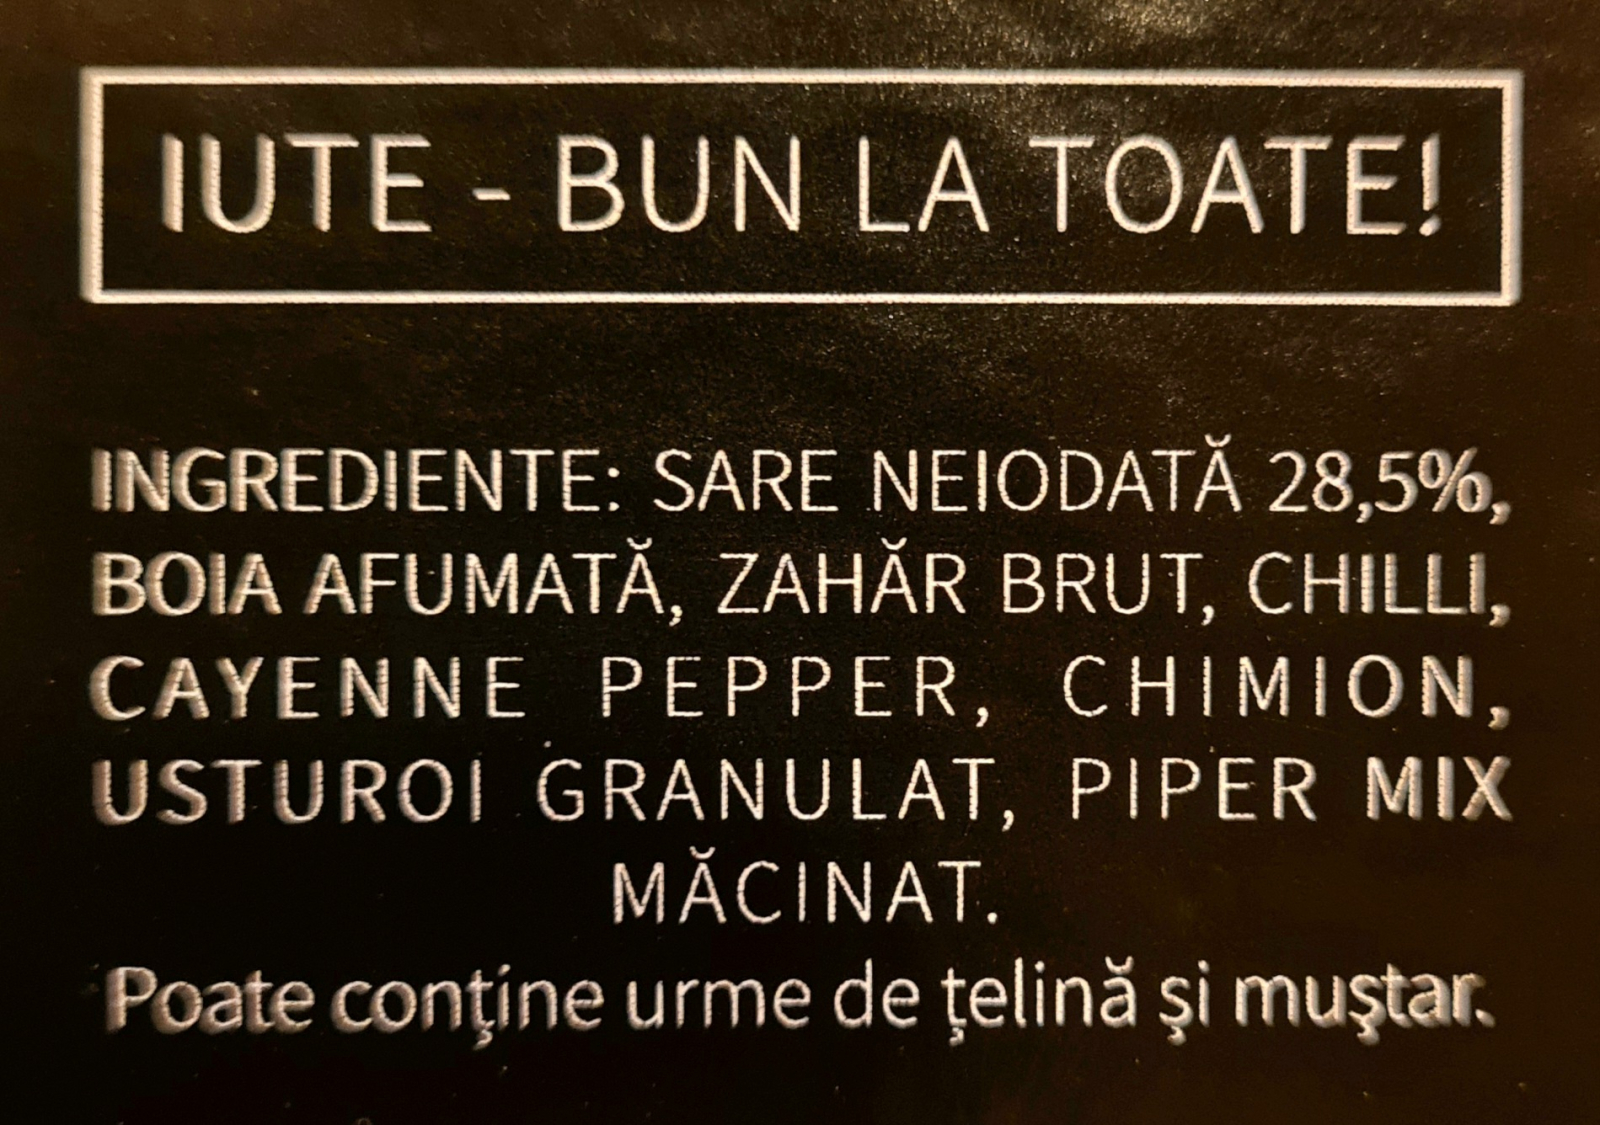 IUTE - BUN LA TOATE!
INGREDIENTE: SARE NEIODATĂ 28,5%,
BOIA AFUMATĂ, ZAHĂR BRUT, CHILLI,
CAYENNE PEPPER, CHIMION,
USTUROI GRANULAT, PIPER MIX
MĂCINAT.
Poate conţine urme de ţelină şi muştar.